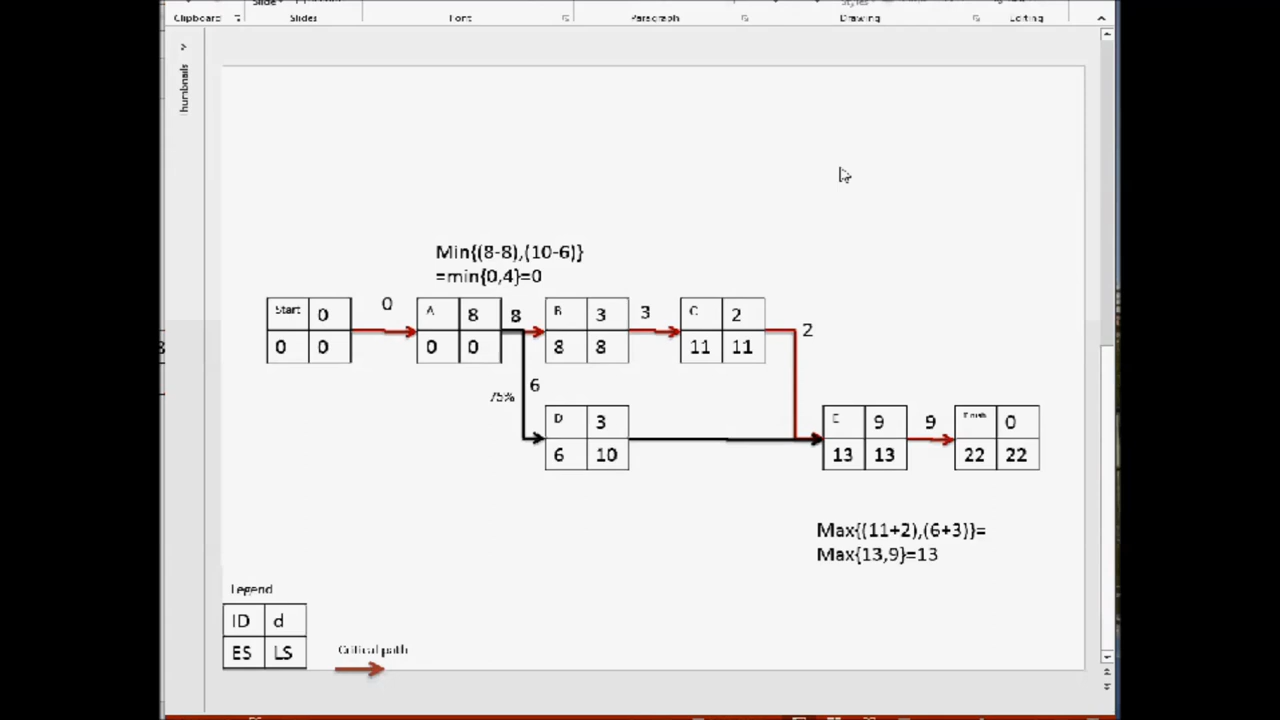 Slide
Styles
Clipboard Slides Font Paragraph Drawing Editing
Thumbnails
Min{(8-8),(10-6)}
=min{0,4}=0
Start 0
0 0
0
A 8
0 0
8
B 3
8 8
3
C 2
11 11
2
75%
6
D 3
6 10
E 9
13 13
9
Finish 0
22 22
Max{(11+2),(6+3)}=
Max{13,9}=13
Legend
ID d
ES LS
Critical path